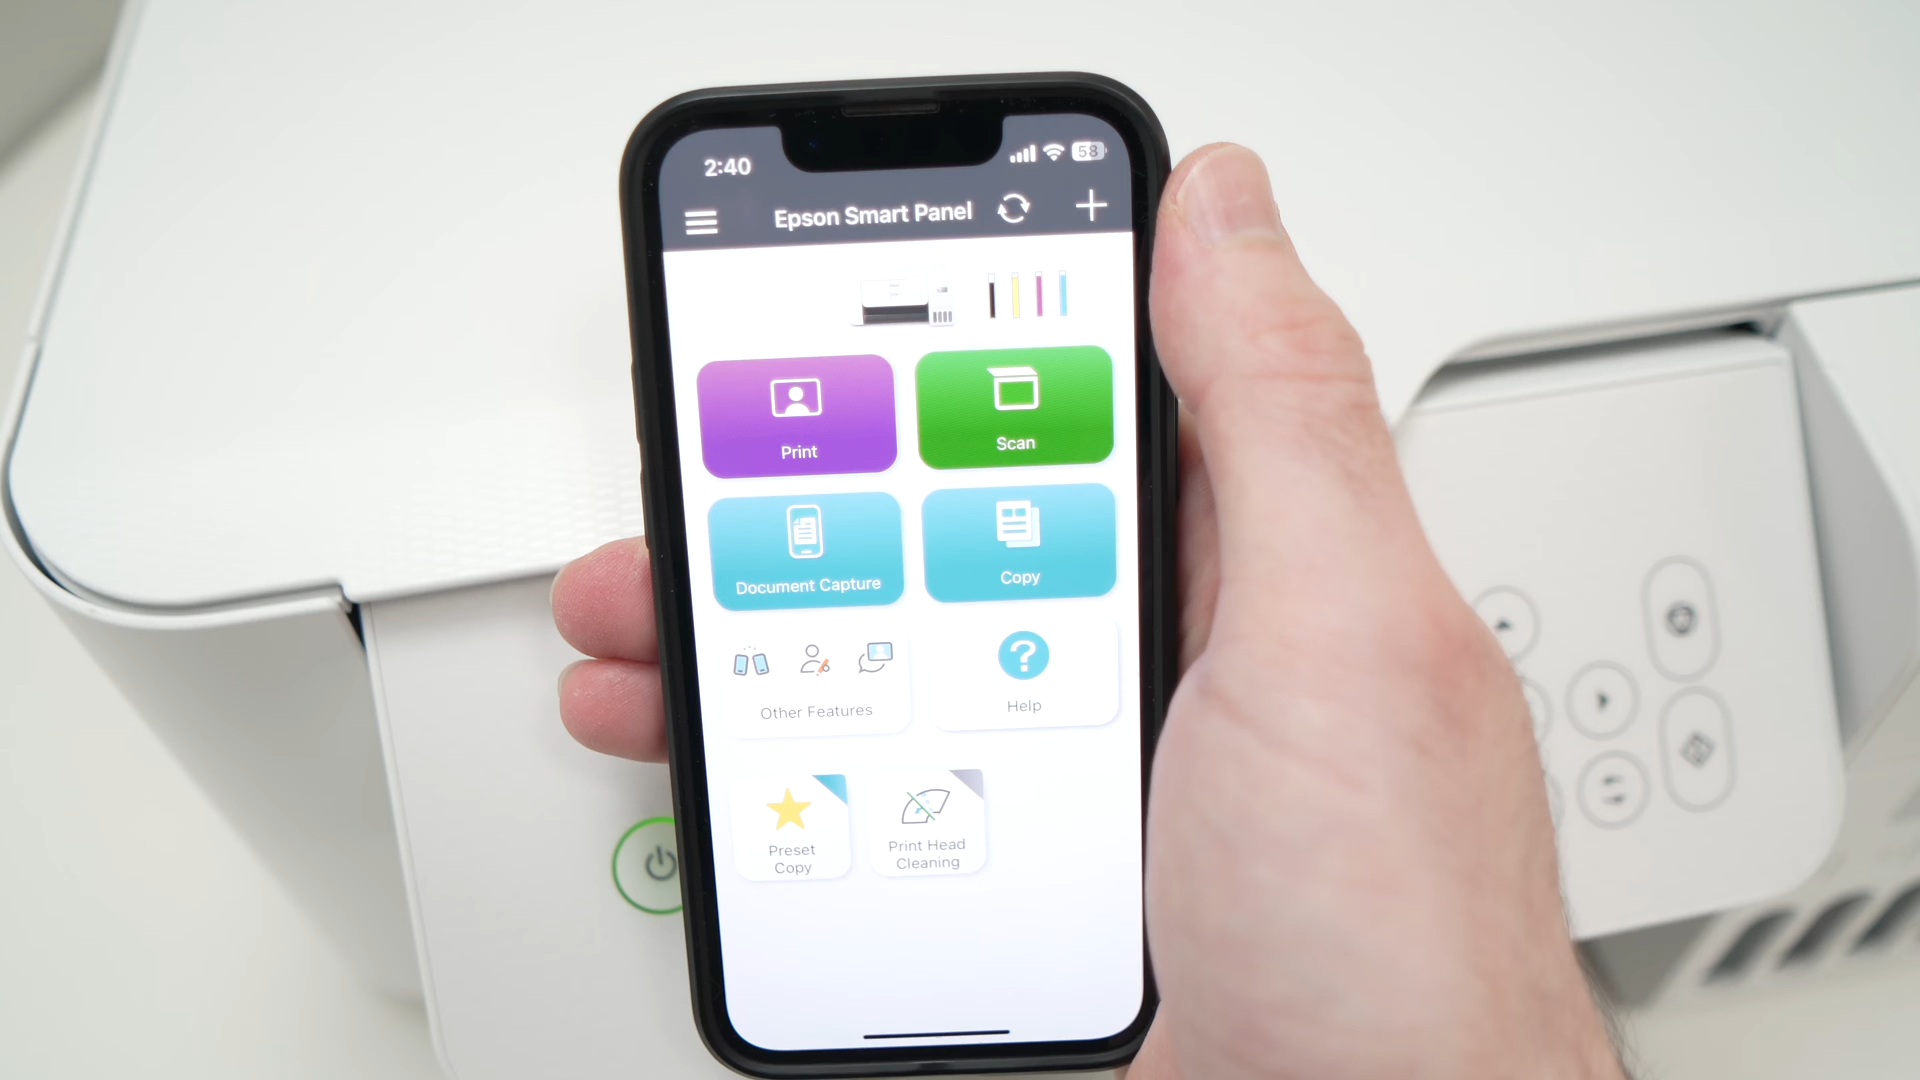 2:40
58
Epson Smart Panel
Print
Scan
Document Capture
Copy
Other Features
Help
Preset
Copy
Print Head
Cleaning